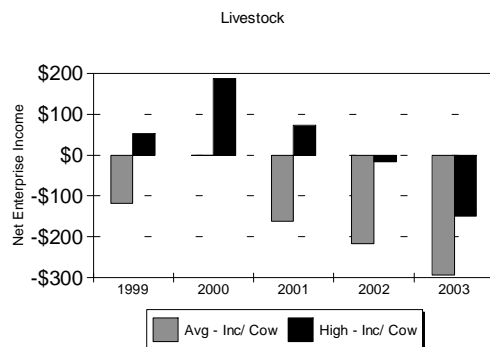 Livestock
Net Enterprise Income
$200
$100
$0
-$100
-$200
-$300
1999 2000 2001 2002 2003
Avg - Inc/ Cow High - Inc/ Cow